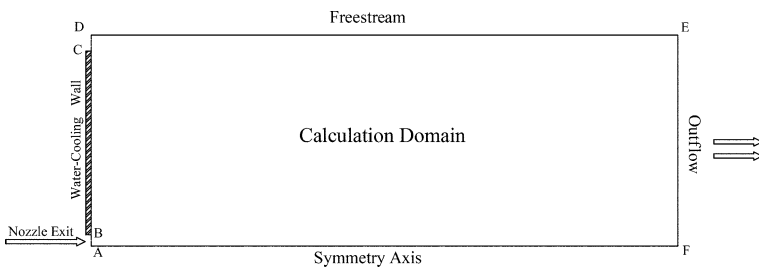 Freestream
D
E
C
Water-Cooling Wall
Calculation Domain
Outflow
Nozzle Exit
B
A
Symmetry Axis
F